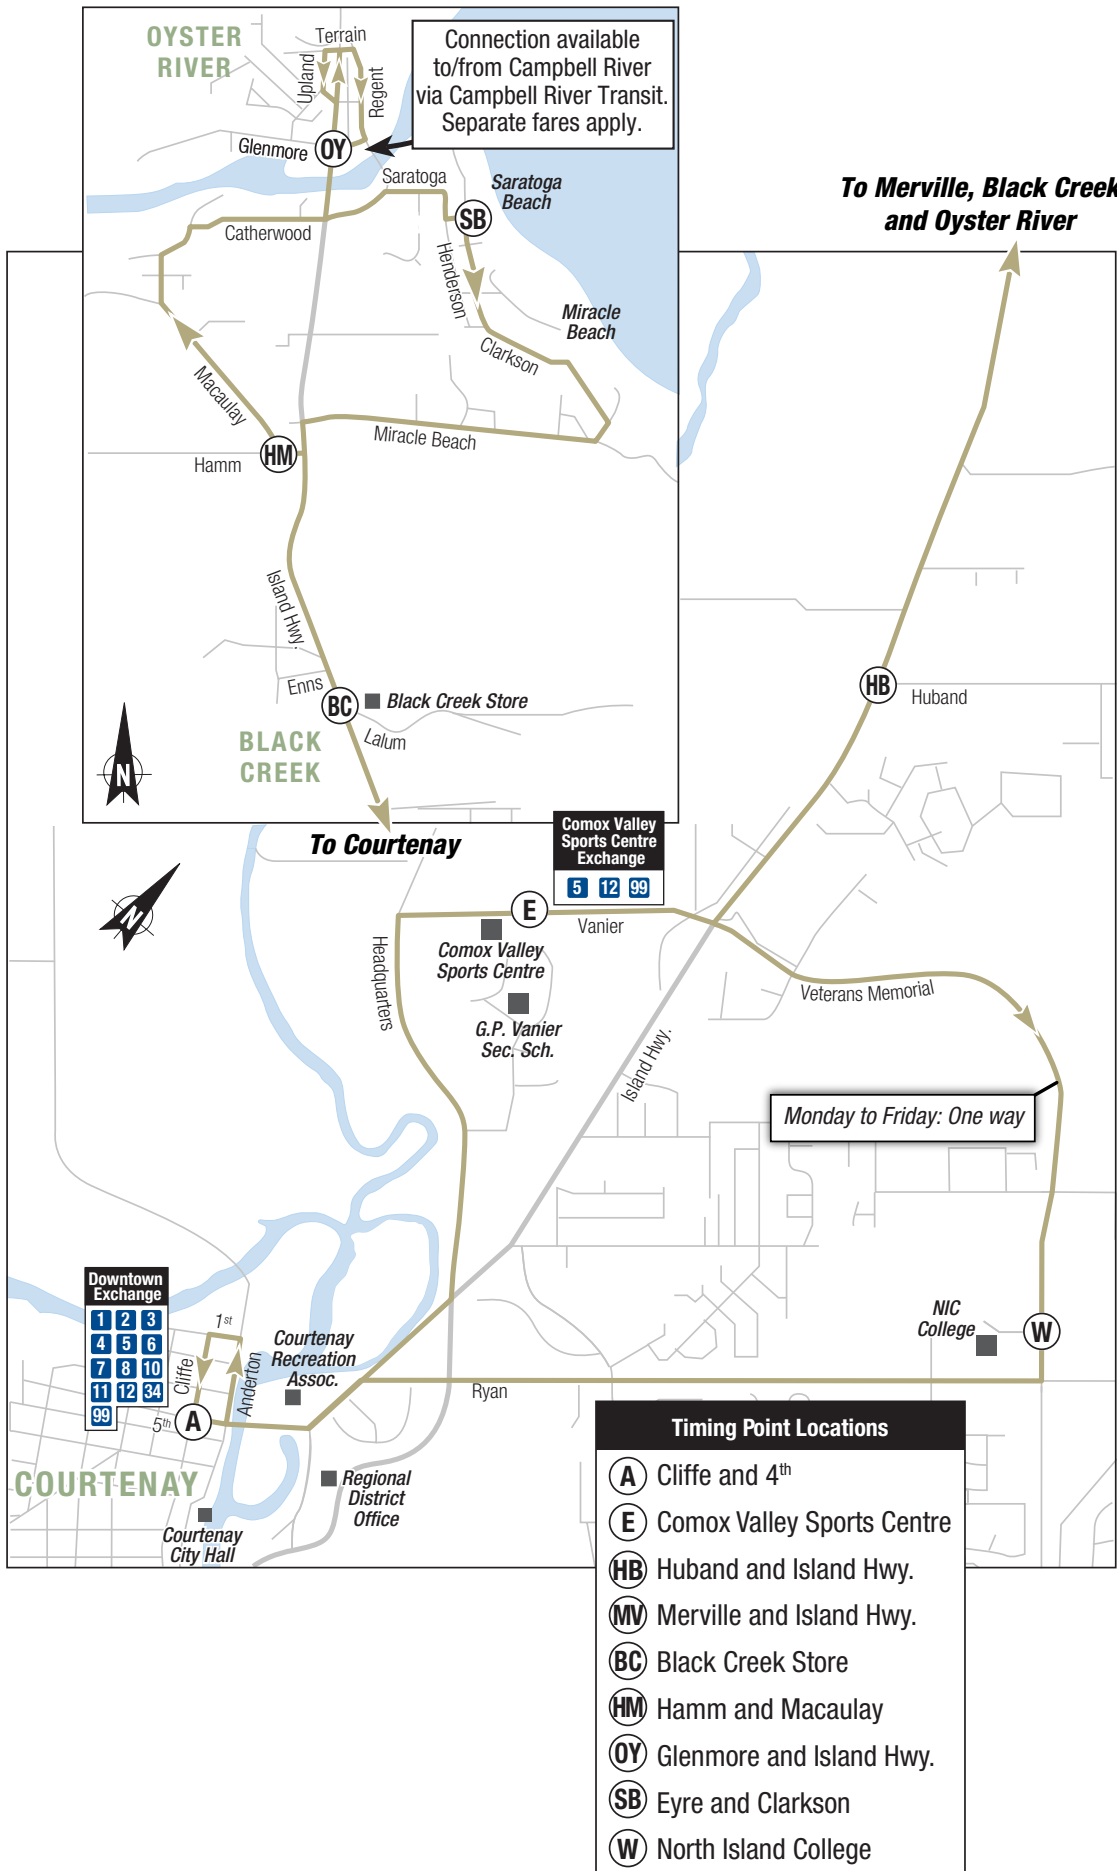 OYSTER
RIVER
Terrain
Upland
Regent
Connection available
to/from Campbell River
via Campbell River Transit.
Separate fares apply.
Glenmore
OY
Saratoga
Saratoga
Beach
SB
Catherwood
Henderson
Miracle
Beach
Clarkson
Macaulay
Miracle Beach
HM
Hamm
Island Hwy.
Enns
BC
Black Creek Store
Lalum
BLACK
CREEK
N
To Courtenay
To Merville, Black Creek
and Oyster River
HB
Huband
Comox Valley
Sports Centre
Exchange
5 12 99
N
E
Vanier
Comox Valley
Sports Centre
Headquarters
G.P. Vanier
Sec. Sch.
Veterans Memorial
Island Hwy.
Monday to Friday: One way
Downtown
Exchange
1 2 3
4 5 6
7 8 10
11 12 34
99
1st
Cliffe
Anderton
5th
A
Courtenay
Recreation
Assoc.
NIC
College
W
Ryan
COURTENAY
Regional
District
Office
Courtenay
City Hall
Timing Point Locations
A Cliffe and 4th
E Comox Valley Sports Centre
HB Huband and Island Hwy.
MV Merville and Island Hwy.
BC Black Creek Store
HM Hamm and Macaulay
OY Glenmore and Island Hwy.
SB Eyre and Clarkson
W North Island College